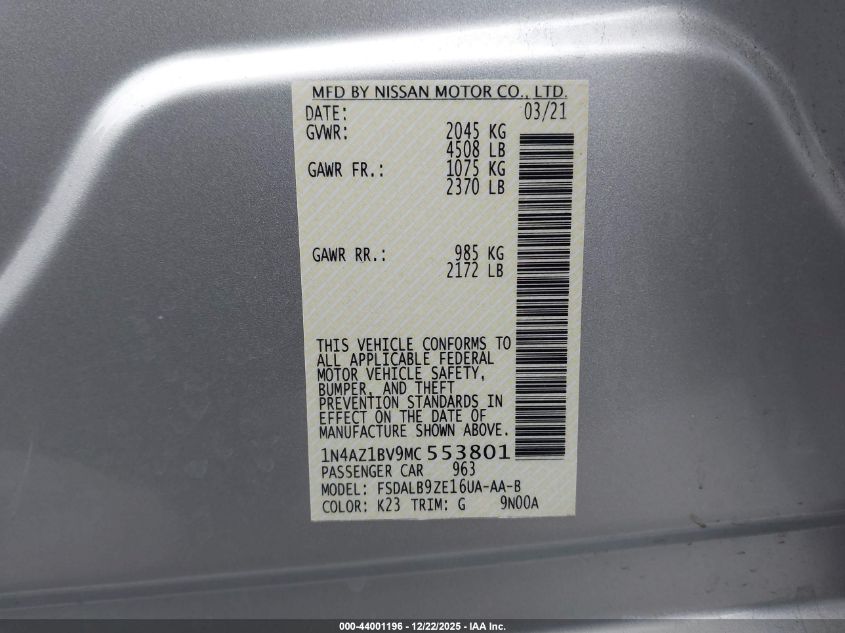 MFD BY NISSAN MOTOR CO., LTD.
DATE: 03/21
GVWR: 2045 KG
4508 LB
GAWR FR.: 1075 KG
2370 LB
GAWR RR.: 985 KG
2172 LB
THIS VEHICLE CONFORMS TO
ALL APPLICABLE FEDERAL
MOTOR VEHICLE SAFETY,
BUMPER, AND THEFT
PREVENTION STANDARDS IN
EFFECT ON THE DATE OF
MANUFACTURE SHOWN ABOVE.
1N4AZ1BV9MC 553801
PASSENGER CAR 963
MODEL: FSDALB9ZE16UA-AA-B
COLOR: K23 TRIM: G 9N00A
000-44001196 - 12/22/2025 - IAA Inc.